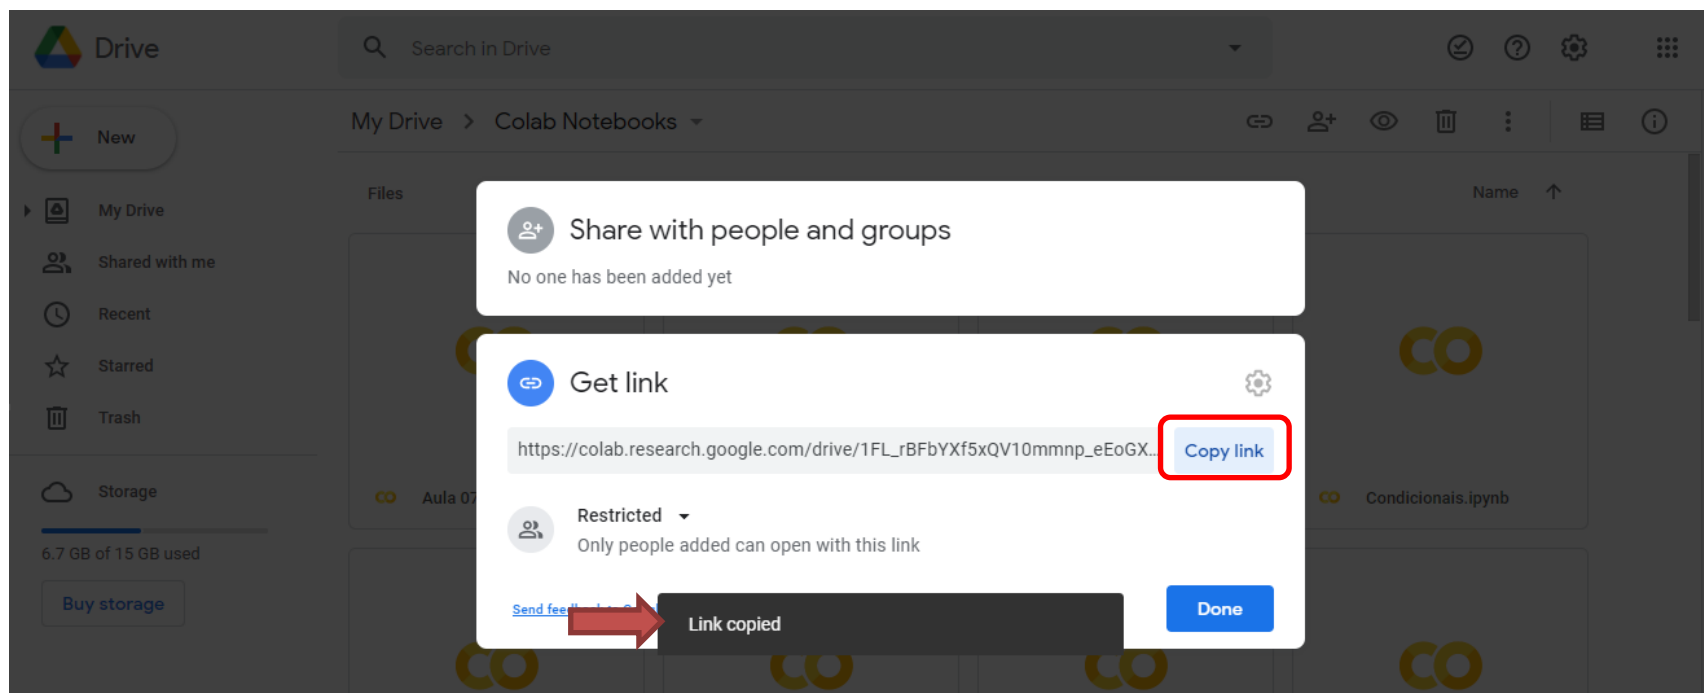 Drive
Search in Drive
New
My Drive > Colab Notebooks
Files
Name
My Drive
Shared with me
Recent
Starred
Trash
Storage
6.7 GB of 15 GB used
Buy storage
Share with people and groups
No one has been added yet
Get link
https://colab.research.google.com/drive/1FL_rBFbYXf5xQV10mmnp_eEoGX...
Copy link
Aula 07
Condicionais.ipynb
Restricted
Only people added can open with this link
Send
Link copied
Done